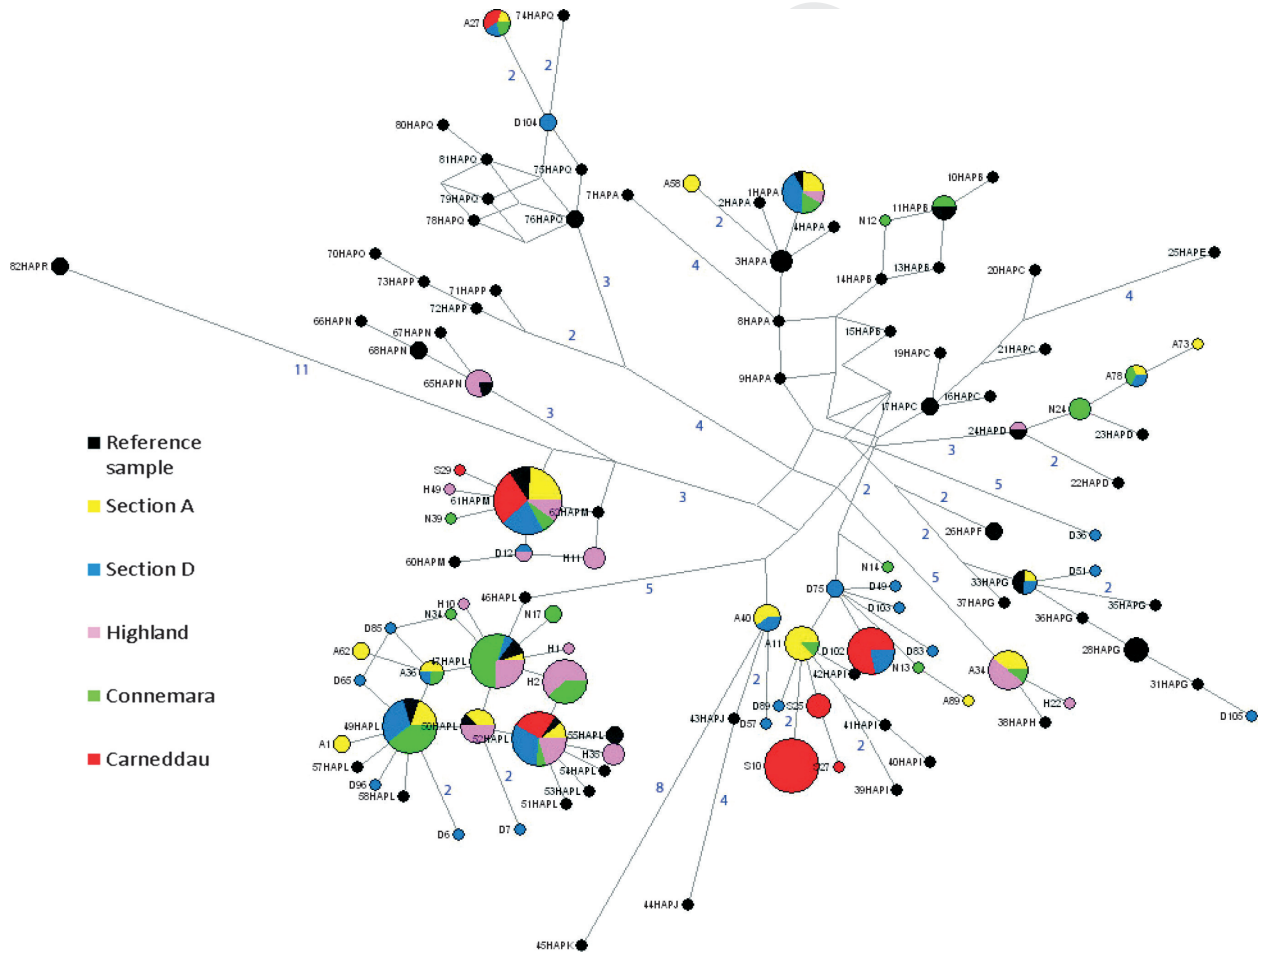 A27
74HAPQ
2
2
80HAPQ
D104
81HAPQ
75HAPQ
79HAPQ
78HAPQ
76HAPQ
7HAPA
A58
1HAPA
2HAPA
4HAPA
2
3HAPA
4
10HAPB
11HAPB
N12
13HAPB
14HAPB
20HAPC
25HAPE
4
82HAPR
70HAPO
73HAPP
71HAPP
72HAPP
3
66HAPN
67HAPN
68HAPN
2
65HAPN
8HAPA
15HAPB
19HAPC
21HAPC
A73
9HAPA
A78
11
3
4
17HAPC
16HAPC
N24
24HAPD
23HAPD
3
2
22HAPD
Reference
sample
Section A
Section D
Highland
Connemara
Carneddau
S29
H49
61HAPM
N39
62HAPM
3
2
5
2
26HAPF
2
D36
60HAPM
D12
H11
5
N14
D75
D49
D103
5
33HAPG
D51
2
37HAPG
35HAPG
36HAPG
46HAPL
H10
N34
N17
D85
A62
47HAPL
H1
A36
H2
D65
A40
A11
D102
D83
42HAPI
N13
A34
28HAPG
2
A89
H22
31HAPG
38HAPH
D105
49HAPL
50HAPL
52HAPL
55HAPL
H35
A1
57HAPL
D96
58HAPL
54HAPL
53HAPL
51HAPL
2
2
D6
D7
43HAPJ
D57
D89
S25
2
41HAPI
2
S10
S27
40HAPI
39HAPI
8
4
44HAPJ
45HAPK